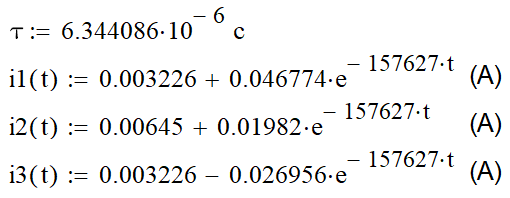 τ := 6.344086·10^−6 c
i1(t) := 0.003226 + 0.046774·e^−157627·t (A)
i2(t) := 0.00645 + 0.01982·e^−157627·t (A)
i3(t) := 0.003226 − 0.026956·e^−157627·t (A)